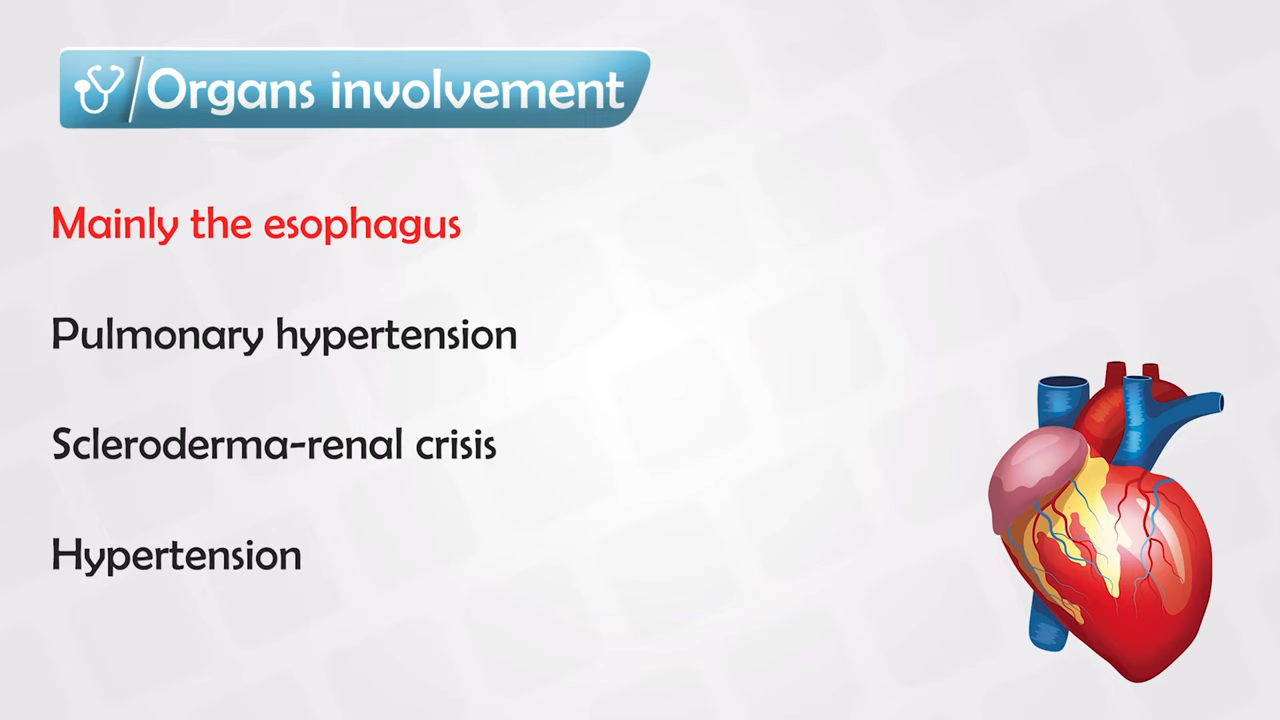 Organs involvement
Mainly the esophagus
Pulmonary hypertension
Scleroderma-renal crisis
Hypertension